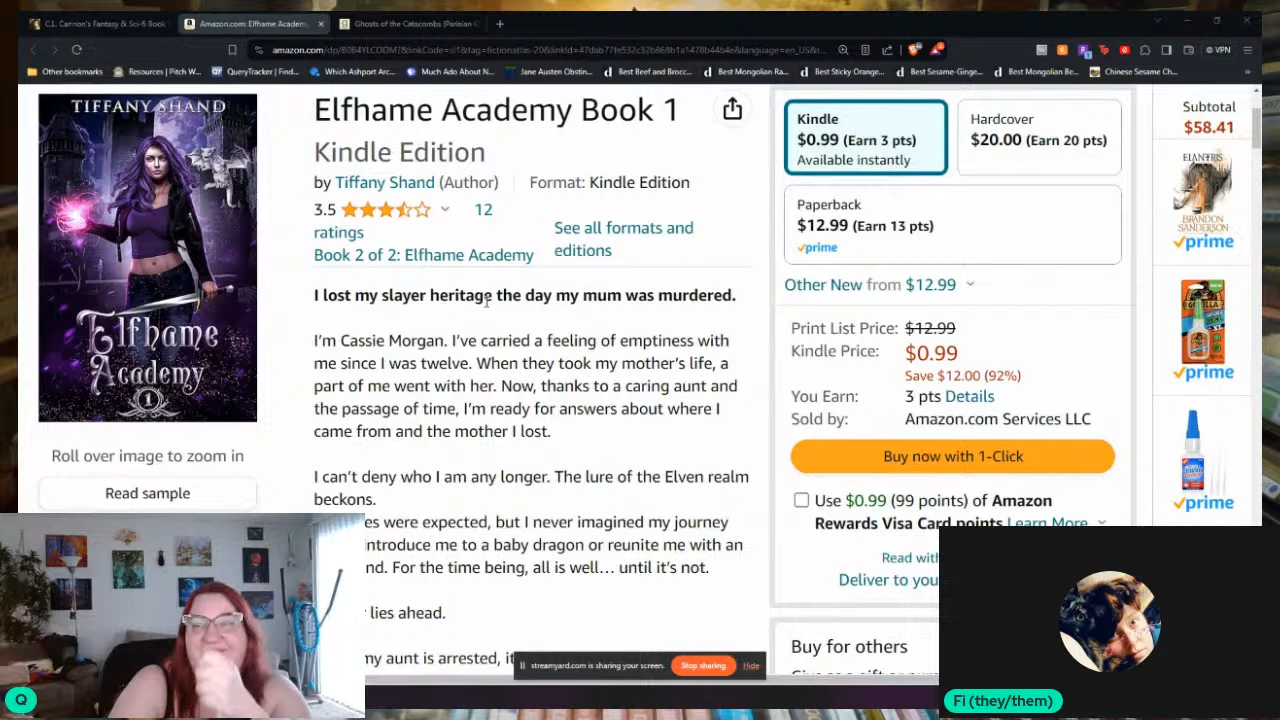 C.L. Cannon's Fantasy & Sci-fi Book
Amazon.com: Elfhame Academ
Ghosts of the Catacombs (Parisian
amazon.com/dp/B0B4YLCDDM?&linkCode=sl1&tag=fictionatlas-20&linkId=47dab77fe532c32b868b1a1478b44b4e&language=en_US&
VPN
Other bookmarks
Resources | Pitch W...
QueryTracker | Find...
Which Ashport Arc...
Much Ado About N...
Jane Austen Obstin...
Best Beef and Brocc...
Best Mongolian Ra...
Best Sticky Orange...
Best Sesame-Ginge...
Best Mongolian Be...
Chinese Sesame Ch...
TIFFANY SHAND
Elfhame
Academy
1
Roll over image to zoom in
Read sample
Elfhame Academy Book 1
Kindle Edition
by Tiffany Shand (Author) Format: Kindle Edition
3.5 12
ratings
See all formats and
editions
Book 2 of 2: Elfhame Academy
I lost my slayer heritage the day my mum was murdered.
I'm Cassie Morgan. I've carried a feeling of emptiness with
me since I was twelve. When they took my mother's life, a
part of me went with her. Now, thanks to a caring aunt and
the passage of time, I'm ready for answers about where I
came from and the mother I lost.
I can't deny who I am any longer. The lure of the Elven realm
beckons.
es were expected, but I never imagined my journey
introduce me to a baby dragon or reunite me with an
nd. For the time being, all is well... until it's not.
lies ahead.
my aunt is arrested, it
Kindle
$0.99 (Earn 3 pts)
Available instantly
Hardcover
$20.00 (Earn 20 pts)
Paperback
$12.99 (Earn 13 pts)
prime
Other New from $12.99
Print List Price: $12.99
Kindle Price: $0.99
Save $12.00 (92%)
You Earn: 3 pts Details
Sold by: Amazon.com Services LLC
Buy now with 1-Click
Use $0.99 (99 points) of Amazon
Rewards Visa Card points Learn More
Read with
Deliver to you
Buy for others
Subtotal
$58.41
ELANTRIS
BRANDON
SANDERSON
prime
GORILLA
prime
prime
streamyard.com is sharing your screen.
Stop sharing
Hide
Q
Fi (they/them)